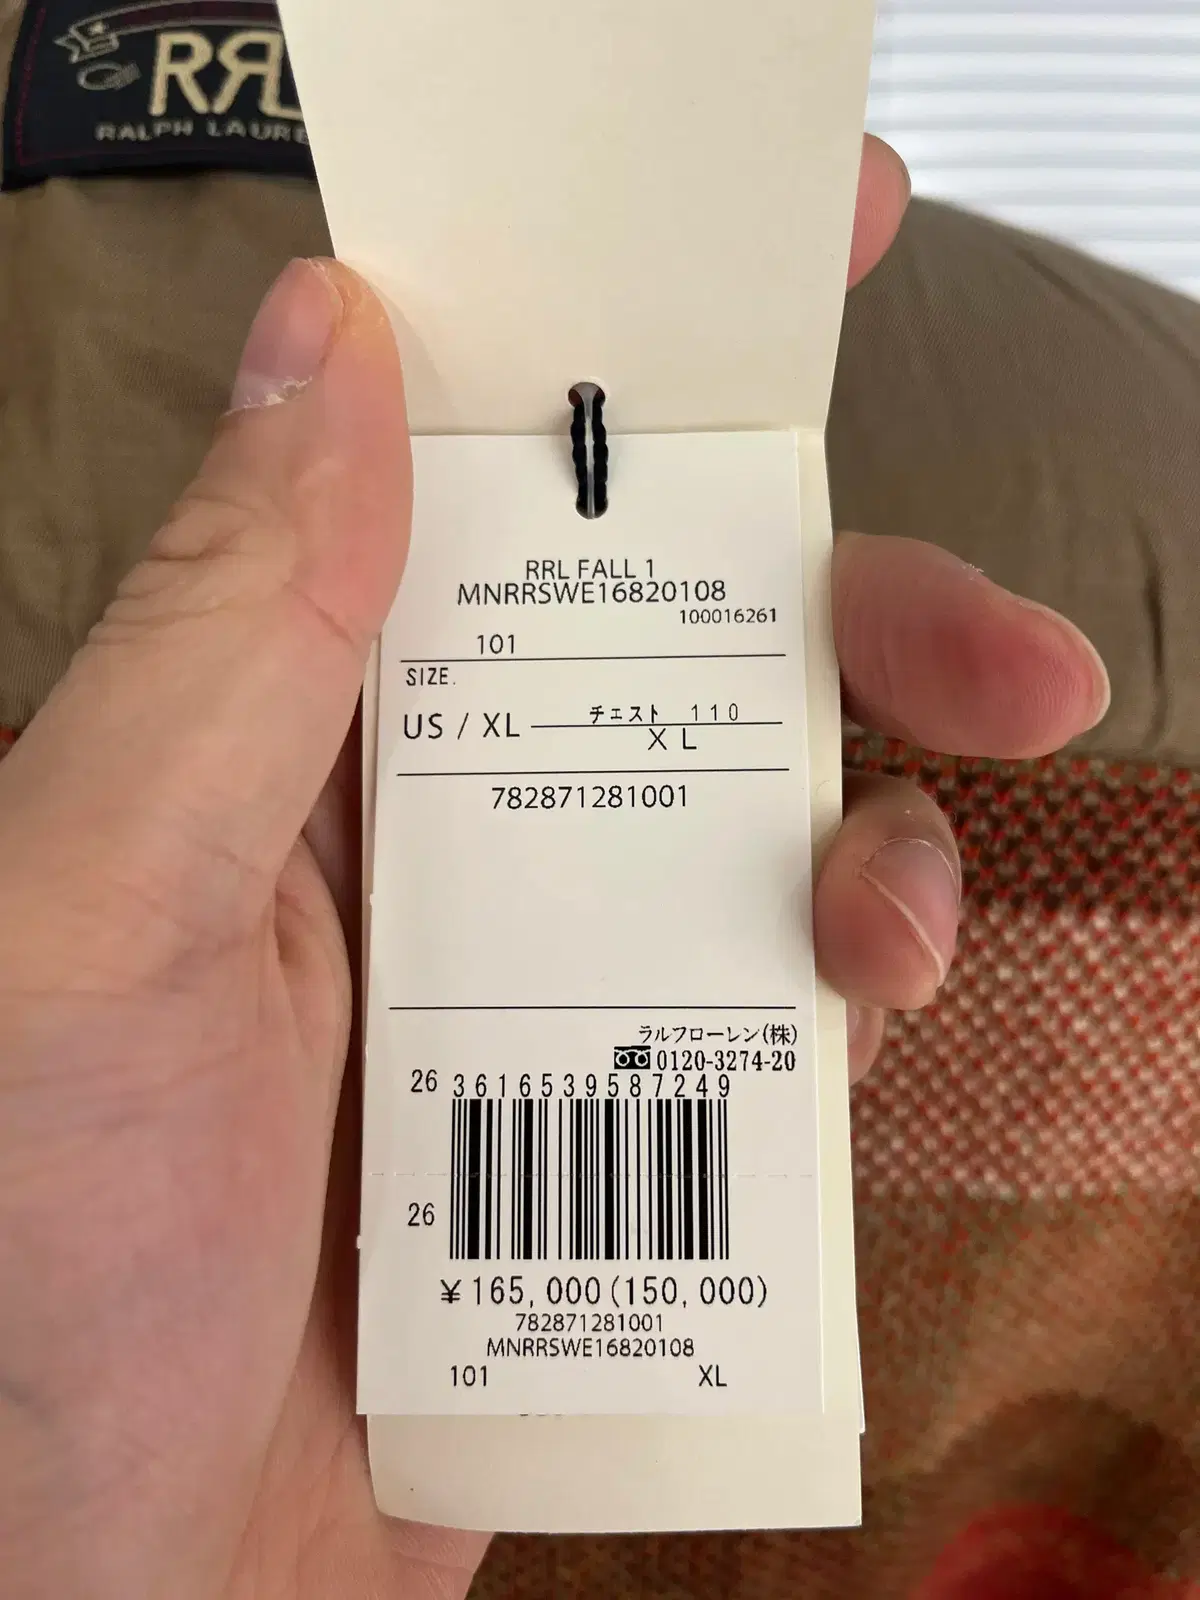 RRL
RALPH LAURE
RRL FALL 1
MNRRSWE16820108
100016261
101
SIZE.
US / XL
チェスト 110
XL
782871281001
ラルフローレン(株)
0120-3274-20
26 3616539587249
26
¥165,000(150,000)
782871281001
MNRRSWE16820108
101 XL